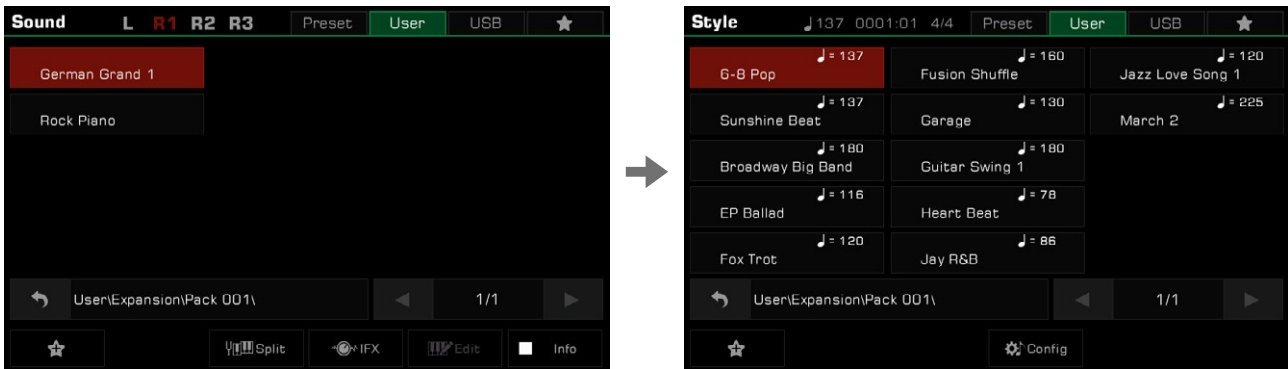 Sound L R1 R2 R3 Preset User USB
German Grand 1
Rock Piano
User\Expansion\Pack 001\ 1/1
Split IFX Edit Info
Style ♩137 0001:01 4/4 Preset User USB
♩= 137 ♩= 160 ♩= 120
6-8 Pop Fusion Shuffle Jazz Love Song 1
♩= 137 ♩= 130 ♩= 225
Sunshine Beat Garage March 2
♩= 180 ♩= 180
Broadway Big Band Guitar Swing 1
♩= 116 ♩= 78
EP Ballad Heart Beat
♩= 120 ♩= 86
Fox Trot Jay R&B
User\Expansion\Pack 001\ 1/1
Config